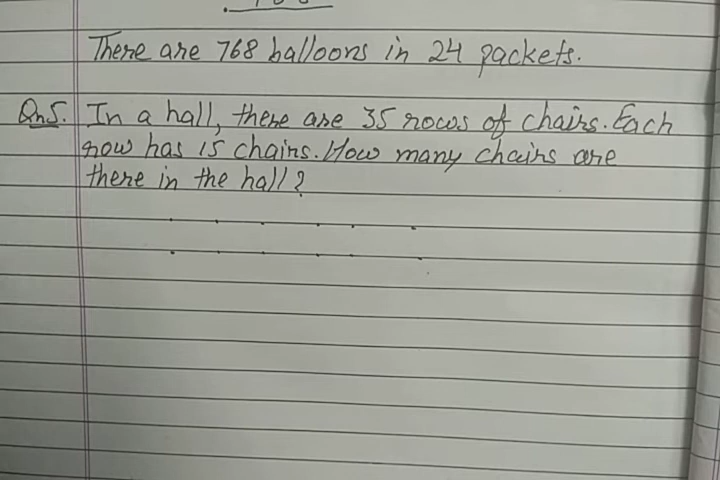 There are 768 balloons in 24 packets.
Qn5. In a hall, there are 35 rows of chairs. Each
row has 15 chairs. How many chairs are
there in the hall?